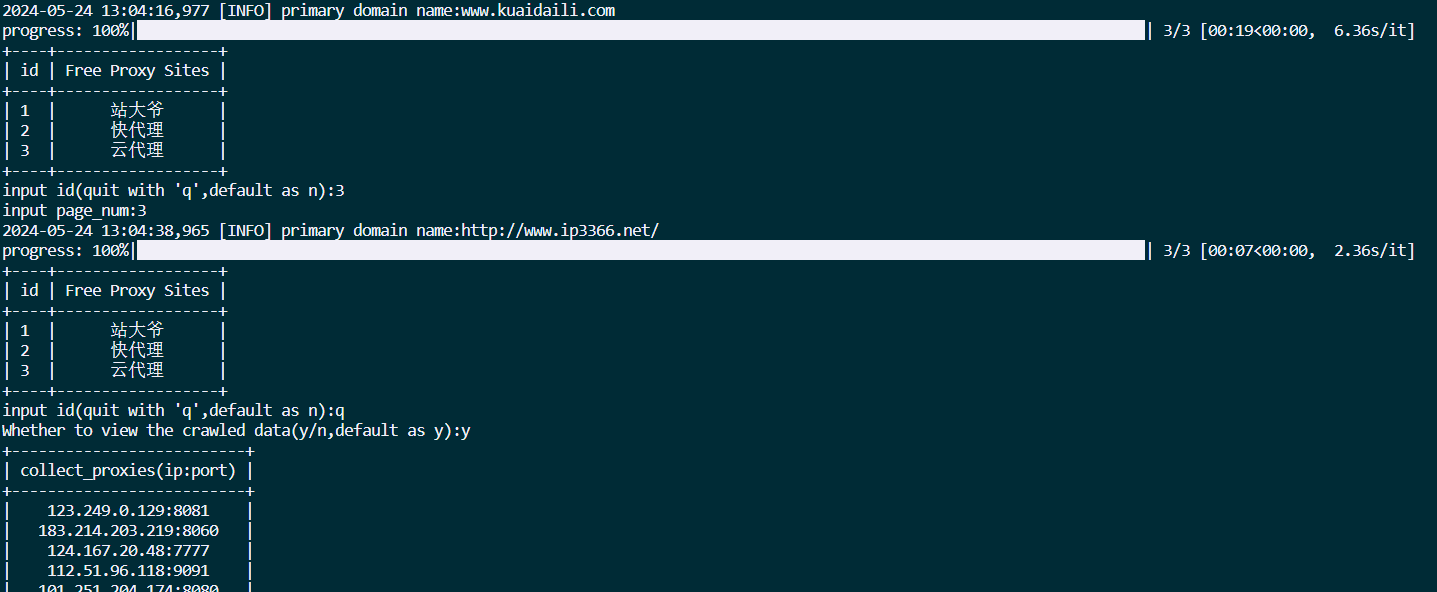 2024-05-24 13:04:16,977 [INFO] primary domain name:www.kuaidaili.com
progress: 100%| | 3/3 [00:19<00:00,  6.36s/it]
+----+------------------+
| id | Free Proxy Sites |
+----+------------------+
| 1  |      站大爷      |
| 2  |      快代理      |
| 3  |      云代理      |
+----+------------------+
input id(quit with 'q',default as n):3
input page_num:3
2024-05-24 13:04:38,965 [INFO] primary domain name:http://www.ip3366.net/
progress: 100%| | 3/3 [00:07<00:00,  2.36s/it]
+----+------------------+
| id | Free Proxy Sites |
+----+------------------+
| 1  |      站大爷      |
| 2  |      快代理      |
| 3  |      云代理      |
+----+------------------+
input id(quit with 'q',default as n):q
Whether to view the crawled data(y/n,default as y):y
+--------------------------+
| collect_proxies(ip:port) |
+--------------------------+
|    123.249.0.129:8081    |
|   183.214.203.219:8060   |
|    124.167.20.48:7777    |
|    112.51.96.118:9091    |
|   101.251.204.174:8080   |